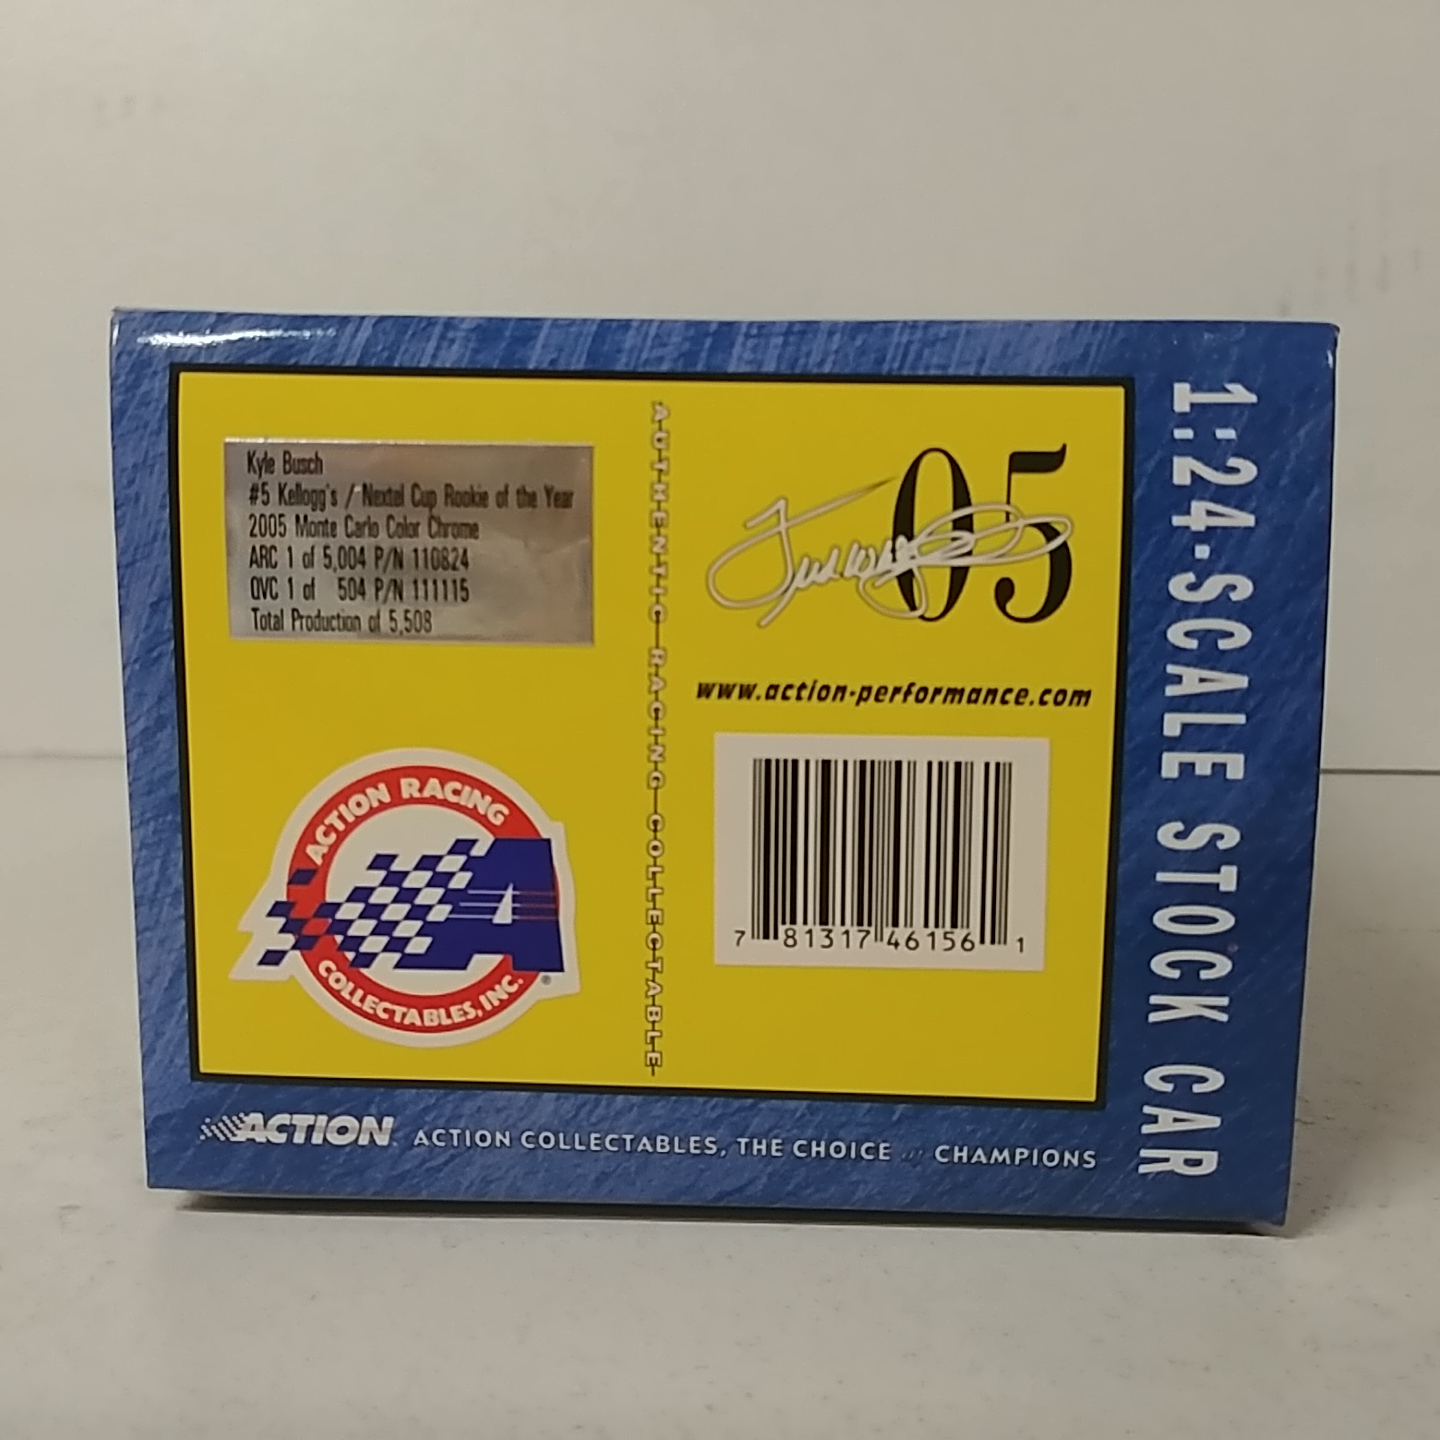 Kyle Busch
#5 Kellogg's / Nextel Cup Rookie of the Year
2005 Monte Carlo Color Chrome
ARC 1 of 5,004 P/N 110824
QVC 1 of 504 P/N 111115
Total Production of 5,508
AUTHENTIC RACING COLLECTABLE
05
www.action-performance.com
7 81317 46156 1
ACTION RACING
COLLECTABLES, INC.
®
1:24-SCALE STOCK CAR
ACTION
ACTION COLLECTABLES, THE CHOICE of CHAMPIONS